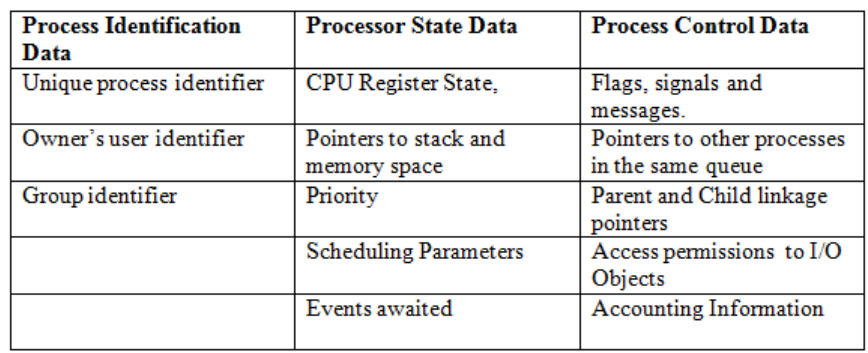 Process Identification Data
Processor State Data
Process Control Data
Unique process identifier
CPU Register State,
Flags, signals and
messages.
Owner's user identifier
Pointers to stack and
memory space
Pointers to other processes
in the same queue
Group identifier
Priority
Parent and Child linkage
pointers
Scheduling Parameters
Access permissions to I/O
Objects
Events awaited
Accounting Information